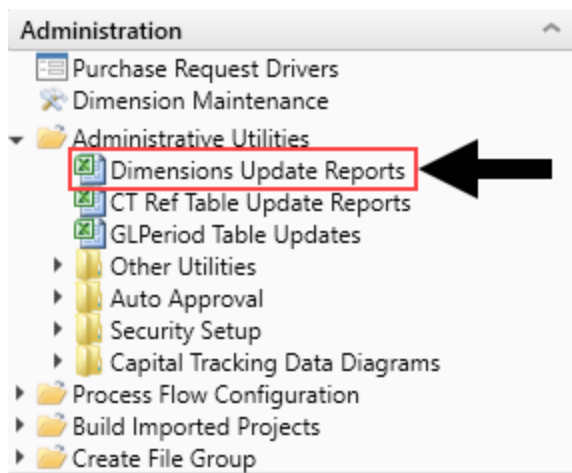 Administration
Purchase Request Drivers
Dimension Maintenance
Administrative Utilities
Dimensions Update Reports
CT Ref Table Update Reports
GLPeriod Table Updates
Other Utilities
Auto Approval
Security Setup
Capital Tracking Data Diagrams
Process Flow Configuration
Build Imported Projects
Create File Group